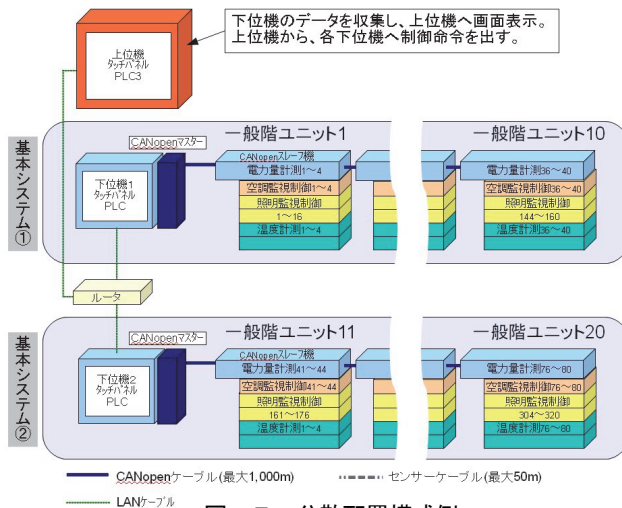 下位機のデータを収集し、上位機へ画面表示。
上位機から、各下位機へ制御命令を出す。
上位機
タッチパネル
PLC3
基本システム①
CANopenマスター
下位機1
タッチパネル
PLC
一般階ユニット1
CANopenスレーブ機
電力量計測1～4
空調監視制御1～4
照明監視制御
1～16
温度計測1～4
一般階ユニット10
電力量計測36～40
空調監視制御36～40
照明監視制御
144～160
温度計測36～40
ルータ
基本システム②
CANopenマスター
下位機2
タッチパネル
PLC
一般階ユニット11
CANopenスレーブ機
電力量計測41～44
空調監視制御41～44
照明監視制御
161～176
温度計測1～4
一般階ユニット20
電力量計測76～80
空調監視制御76～80
照明監視制御
304～320
温度計測76～80
CANopenケーブル(最大1,000m)
センサーケーブル(最大50m)
LANケーブル